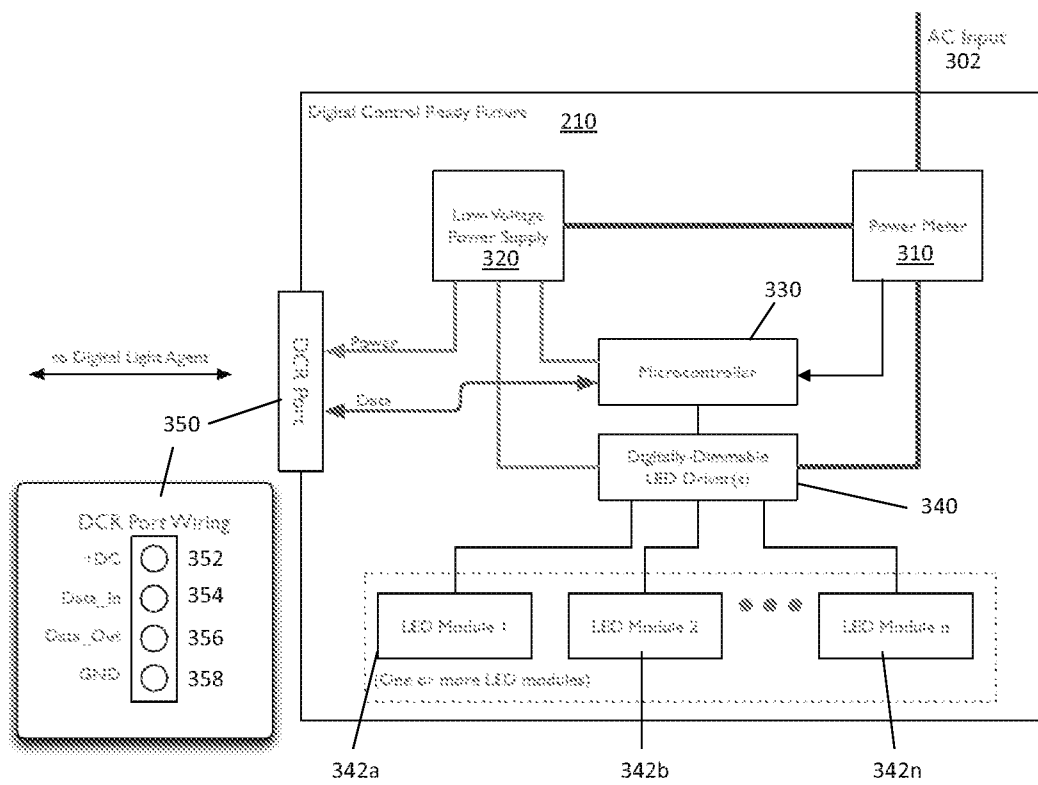 AC Input
302
Digital Control Ready Fixture
210
Low-Voltage
Power Supply
320
Power Meter
310
330
DCR Port
Power
to Digital Light Agent
Microcontroller
Data
350
Digitally-Dimmable
LED Driver(s)
340
DCR Port Wiring
+DC
352
Data_In
354
Data_Out
356
GND
358
LED Module 1
LED Module 2
LED Module n
(One or more LED modules)
342a
342b
342n